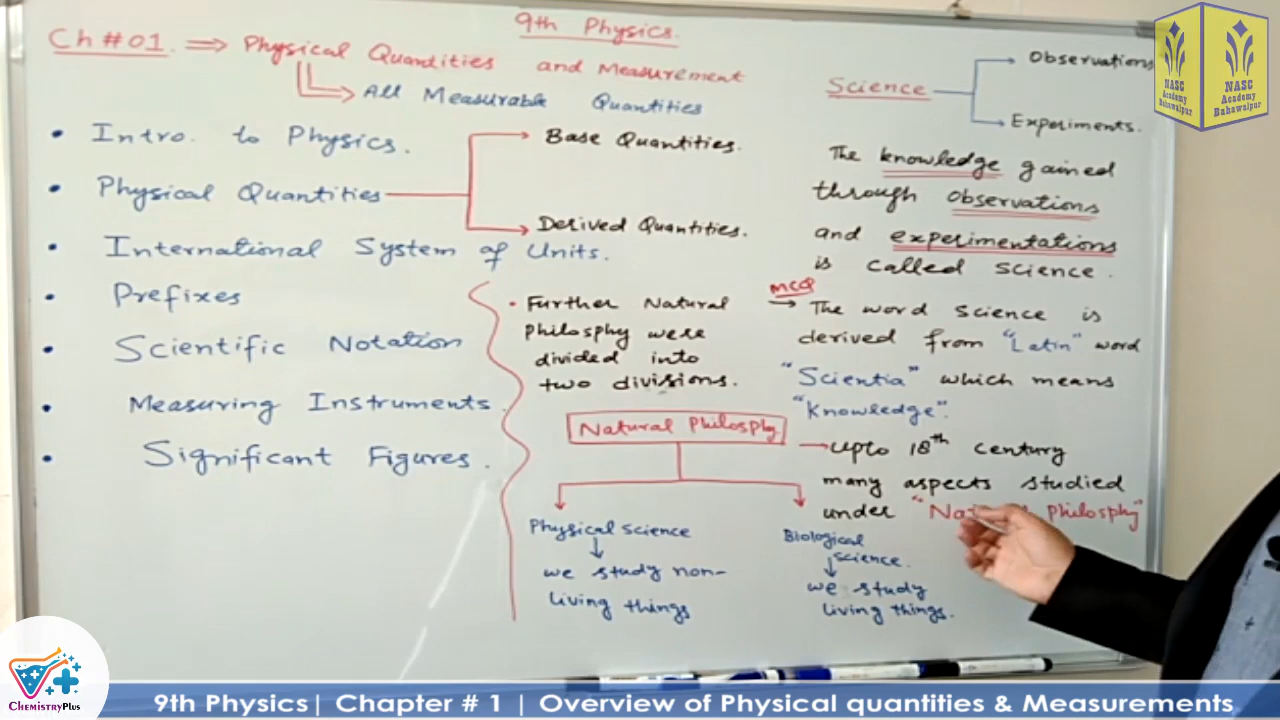 9th Physics.
Ch # 01. ⇒ Physical Quantities and Measurement
All Measurable Quantities
• Intro. to Physics.
• Physical Quantities
Base Quantities.
Derived Quantities.
• International System of Units.
• Prefixes
• Scientific Notation
• Measuring Instruments.
• Significant Figures.
• Further Natural
Philosphy were
divided into
two divisions.
Natural Philosphy
Physical science
↓
we study non-
living things
Biological
science.
↓
we study
living things.
Science
Observations
Experiments.
The knowledge gained
through observations
and experimentations
is called science.
MCQ
→ The word science is
derived from "Latin" word
"Scientia" which means
"Knowledge".
→ Upto 18th century
many aspects studied
under "Na Philosphy"
NASC
Academy
Bahawalpur
NASC
Academy
Bahawalpur
ChemistryPlus
9th Physics| Chapter # 1 | Overview of Physical quantities & Measurements